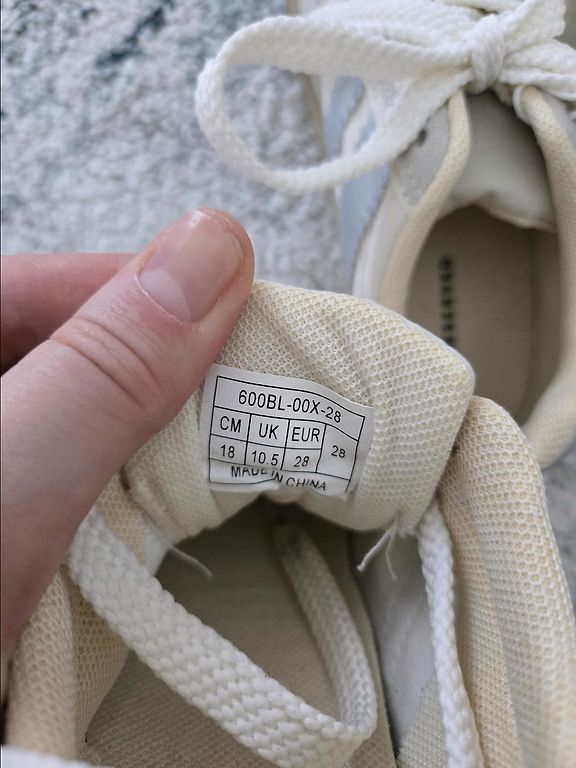 600BL-00X-28
CM UK EUR 28
18 10.5 28
MADE IN CHINA